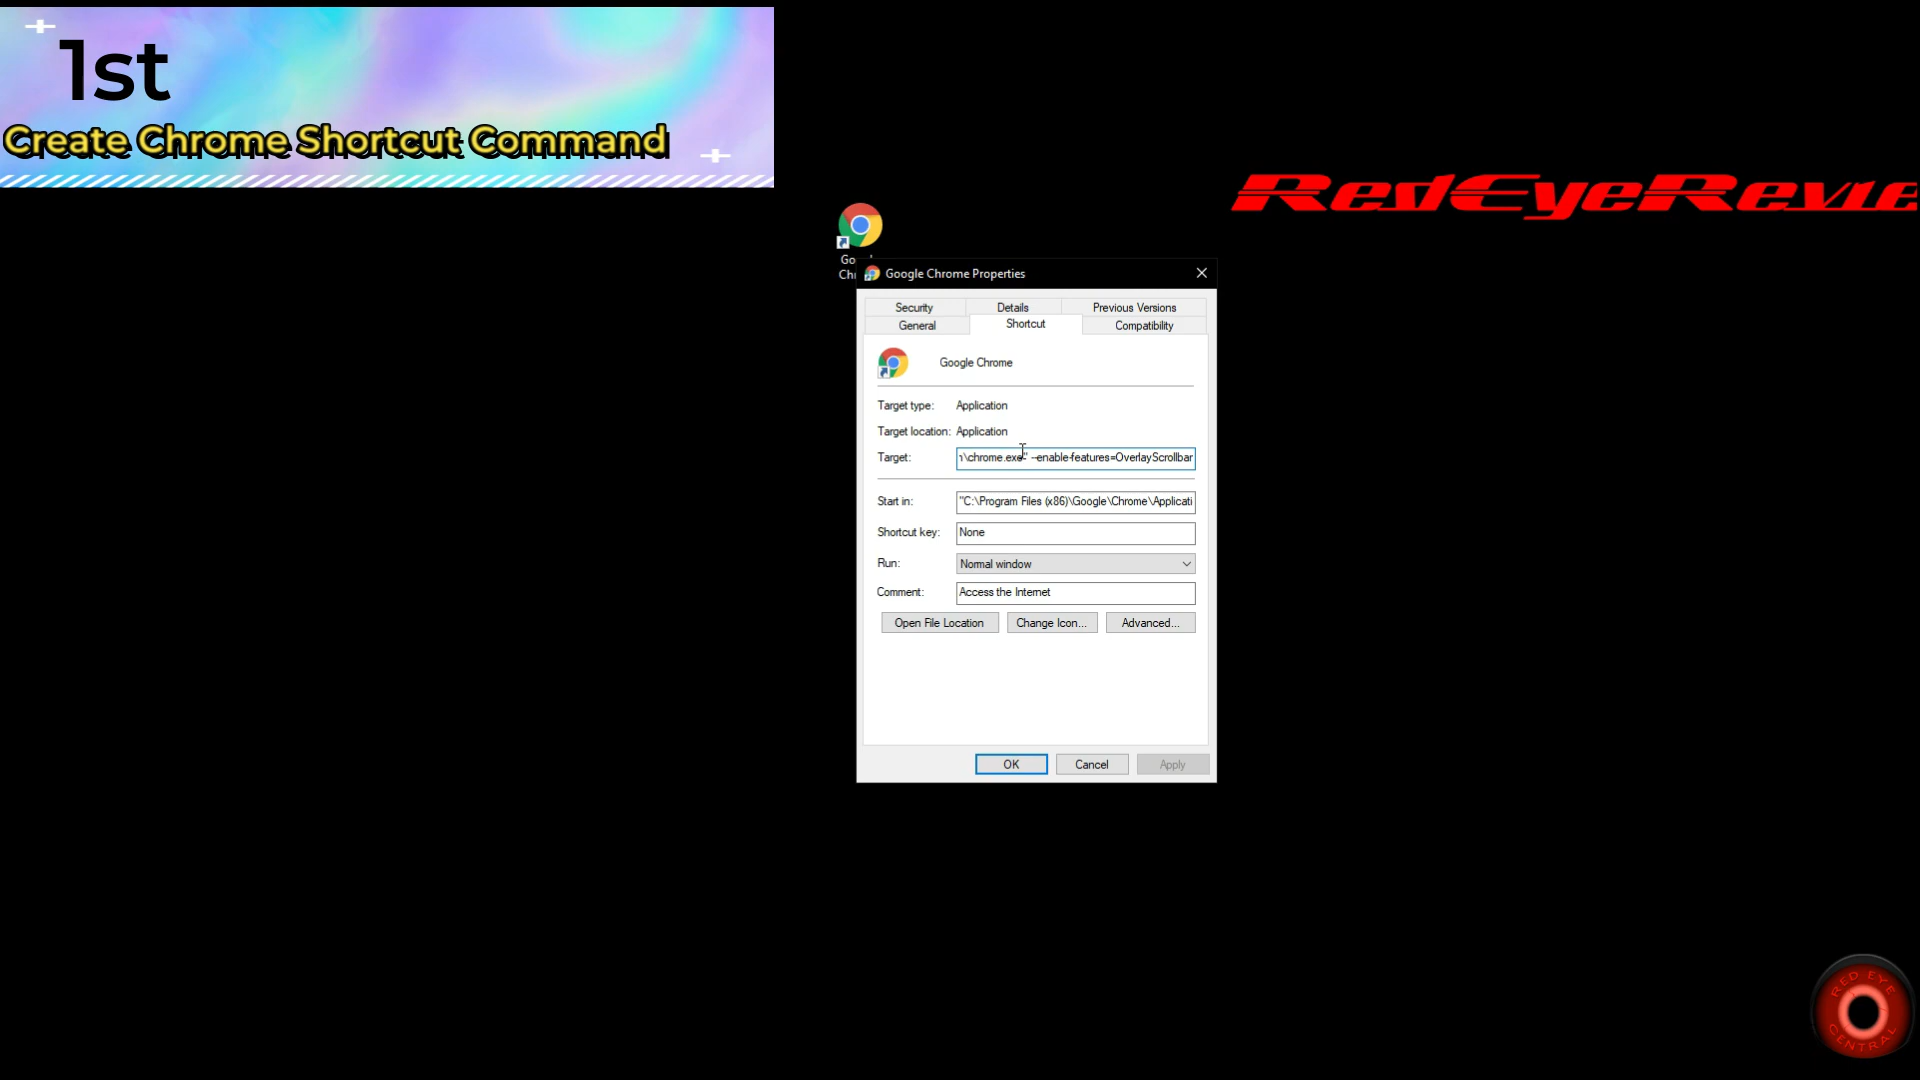 1st
Create Chrome Shortcut Command
RedEyeRevie
Google Chrome Properties
Security Details Previous Versions
General Shortcut Compatibility
Google Chrome
Target type: Application
Target location: Application
Target: \chrome.exe" --enable-features=OverlayScrollbar
Start in: "C:\Program Files (x86)\Google\Chrome\Applicati
Shortcut key: None
Run: Normal window
Comment: Access the Internet
Open File Location Change Icon... Advanced...
OK Cancel Apply
RED EYE
CENTRAL